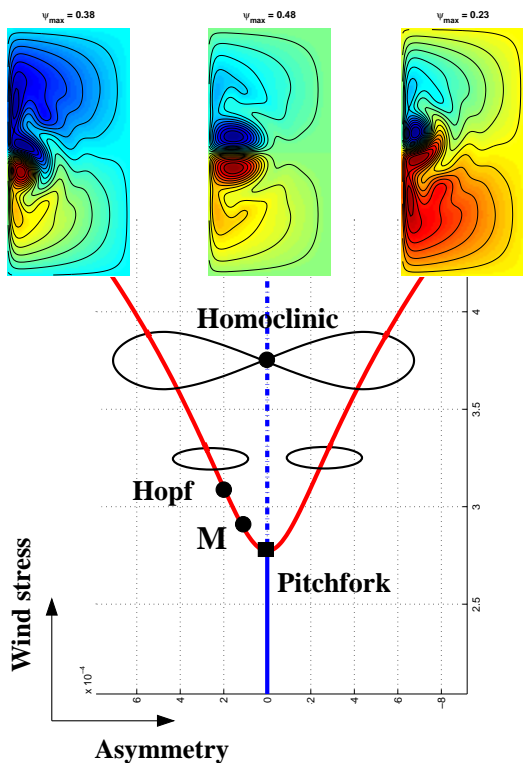 ψmax = 0.38
ψmax = 0.48
ψmax = 0.23
Homoclinic
Hopf
M
Pitchfork
4
3.5
3
2.5
x 10⁻⁴
6
4
2
0
2
4
6
−8
Wind stress
Asymmetry